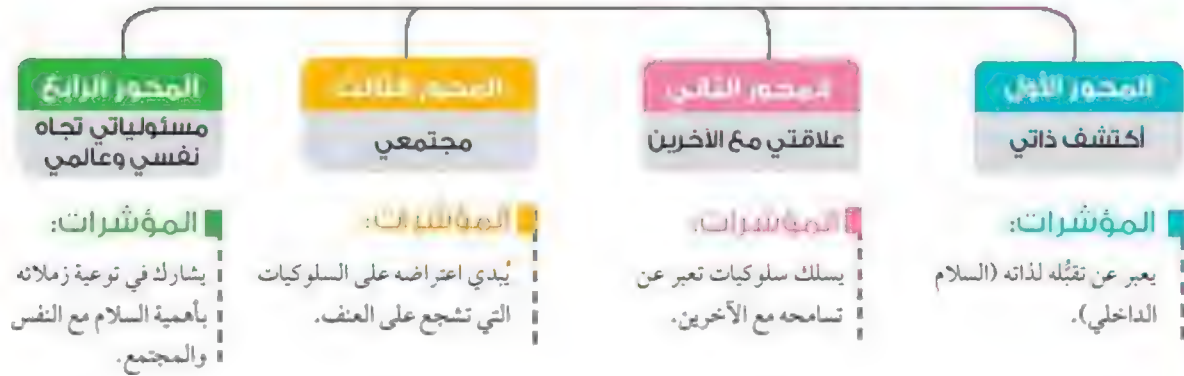 المحور الأول
أكتشف ذاتي
المؤشرات:
يعبر عن تقبُّله لذاته (السلام
الداخلي).
المحور الثاني
علاقتي مع الآخرين
المؤشرات:
يسلك سلوكيات تعبر عن
تسامحه مع الآخرين.
المحور الثالث
مجتمعي
المؤشرات:
يُبدي اعتراضه على السلوكيات
التي تشجع على العنف.
المحور الرابع
مسئولياتي تجاه
نفسي وعالمي
المؤشرات:
يشارك في توعية زملائه
بأهمية السلام مع النفس
والمجتمع.